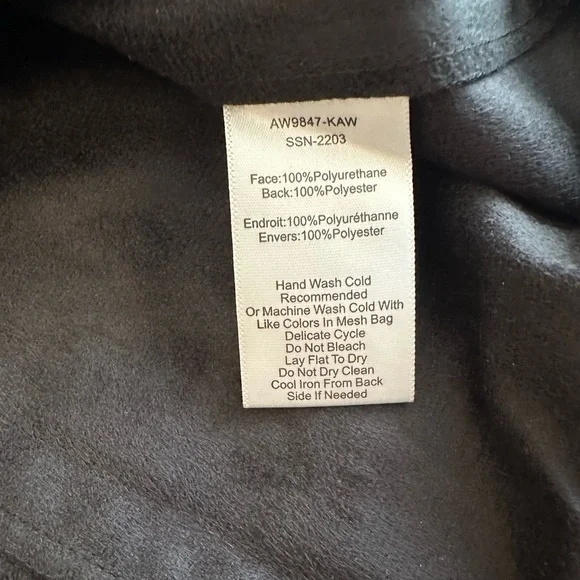 AW9847-KAW
SSN-2203
Face:100%Polyurethane
Back:100%Polyester
Endroit:100%Polyuréthanne
Envers:100%Polyester
Hand Wash Cold
Recommended
Or Machine Wash Cold With
Like Colors In Mesh Bag
Delicate Cycle
Do Not Bleach
Lay Flat To Dry
Do Not Dry Clean
Cool Iron From Back
Side If Needed